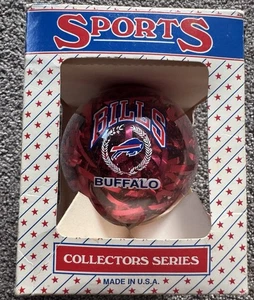 SPORTS
BILLS
BUFFALO
COLLECTORS SERIES
★ MADE IN U.S.A. ★